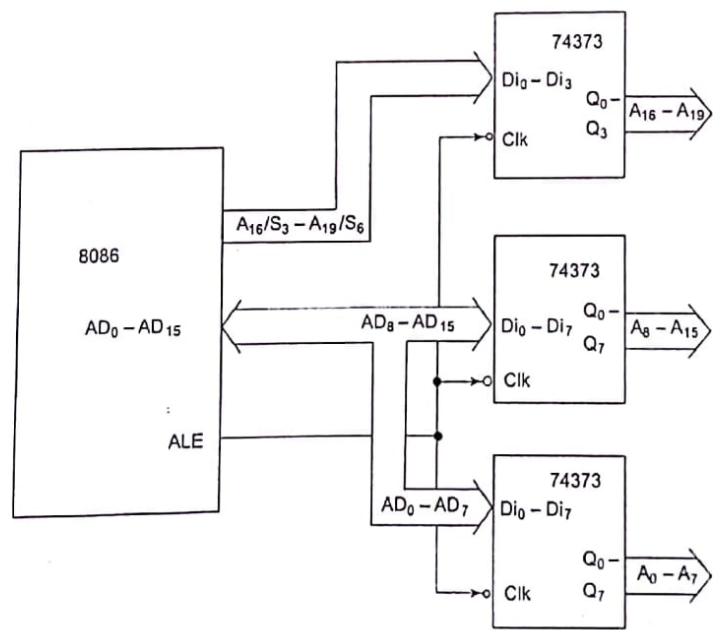 74373
Di₀ – Di₃
Q₀ –
Q₃
A₁₆ – A₁₉
Clk
A₁₆/S₃ – A₁₉/S₆
8086
AD₀ – AD₁₅
ALE
AD₈ – AD₁₅
74373
Di₀ – Di₇
Q₀ –
Q₇
A₈ – A₁₅
Clk
AD₀ – AD₇
74373
Di₀ – Di₇
Q₀ –
Q₇
A₀ – A₇
Clk